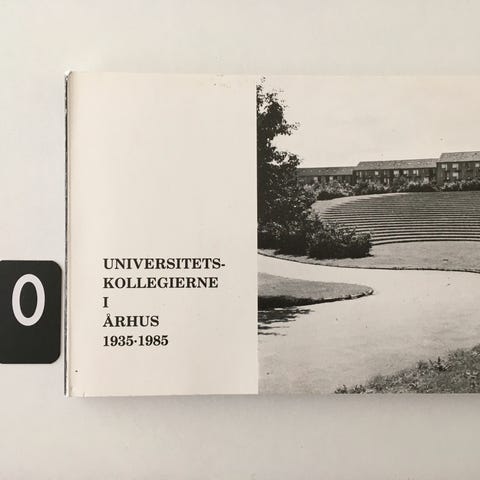 UNIVERSITETS-
KOLLEGIERNE
I
ÅRHUS
1935-1985
0